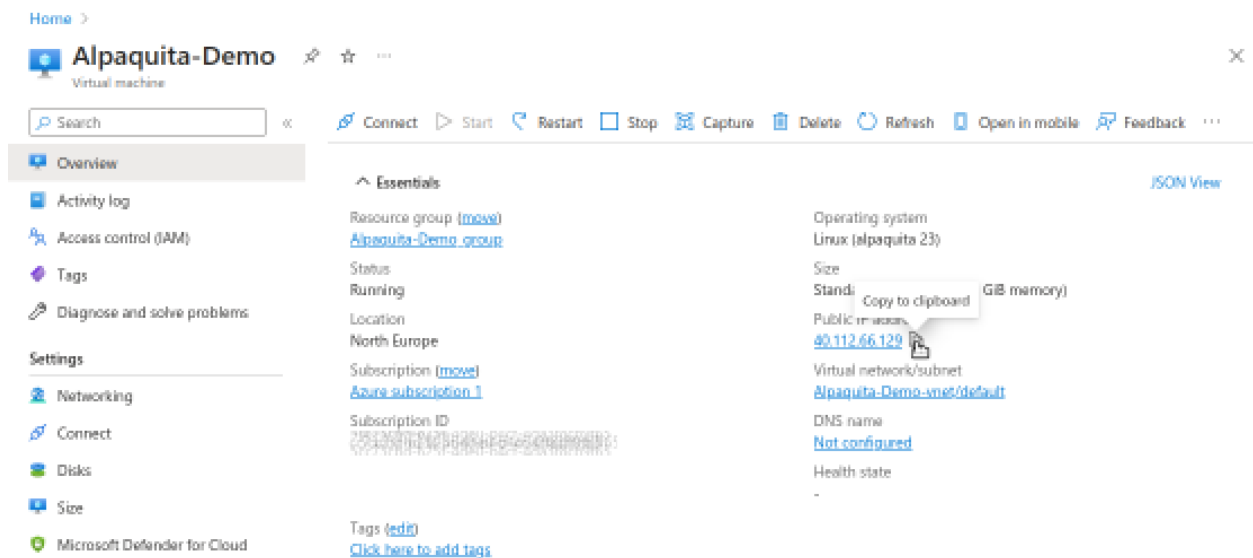 Home >
Alpaquita-Demo
Virtual machine
Search
Connect Start Restart Stop Capture Delete Refresh Open in mobile Feedback
Overview
Activity log
Access control (IAM)
Tags
Diagnose and solve problems
Settings
Networking
Connect
Disks
Size
Microsoft Defender for Cloud
Essentials
JSON View
Resource group (move)
Alpaquita-Demo_group
Status
Running
Location
North Europe
Subscription (move)
Azure subscription 1
Subscription ID
Operating system
Linux (alpaquita 23)
Size
GiB memory)
Copy to clipboard
Public IP
40.112.66.129
Virtual network/subnet
Alpaquita-Demo-vnet/default
DNS name
Not configured
Health state
-
Tags (edit)
Click here to add tags